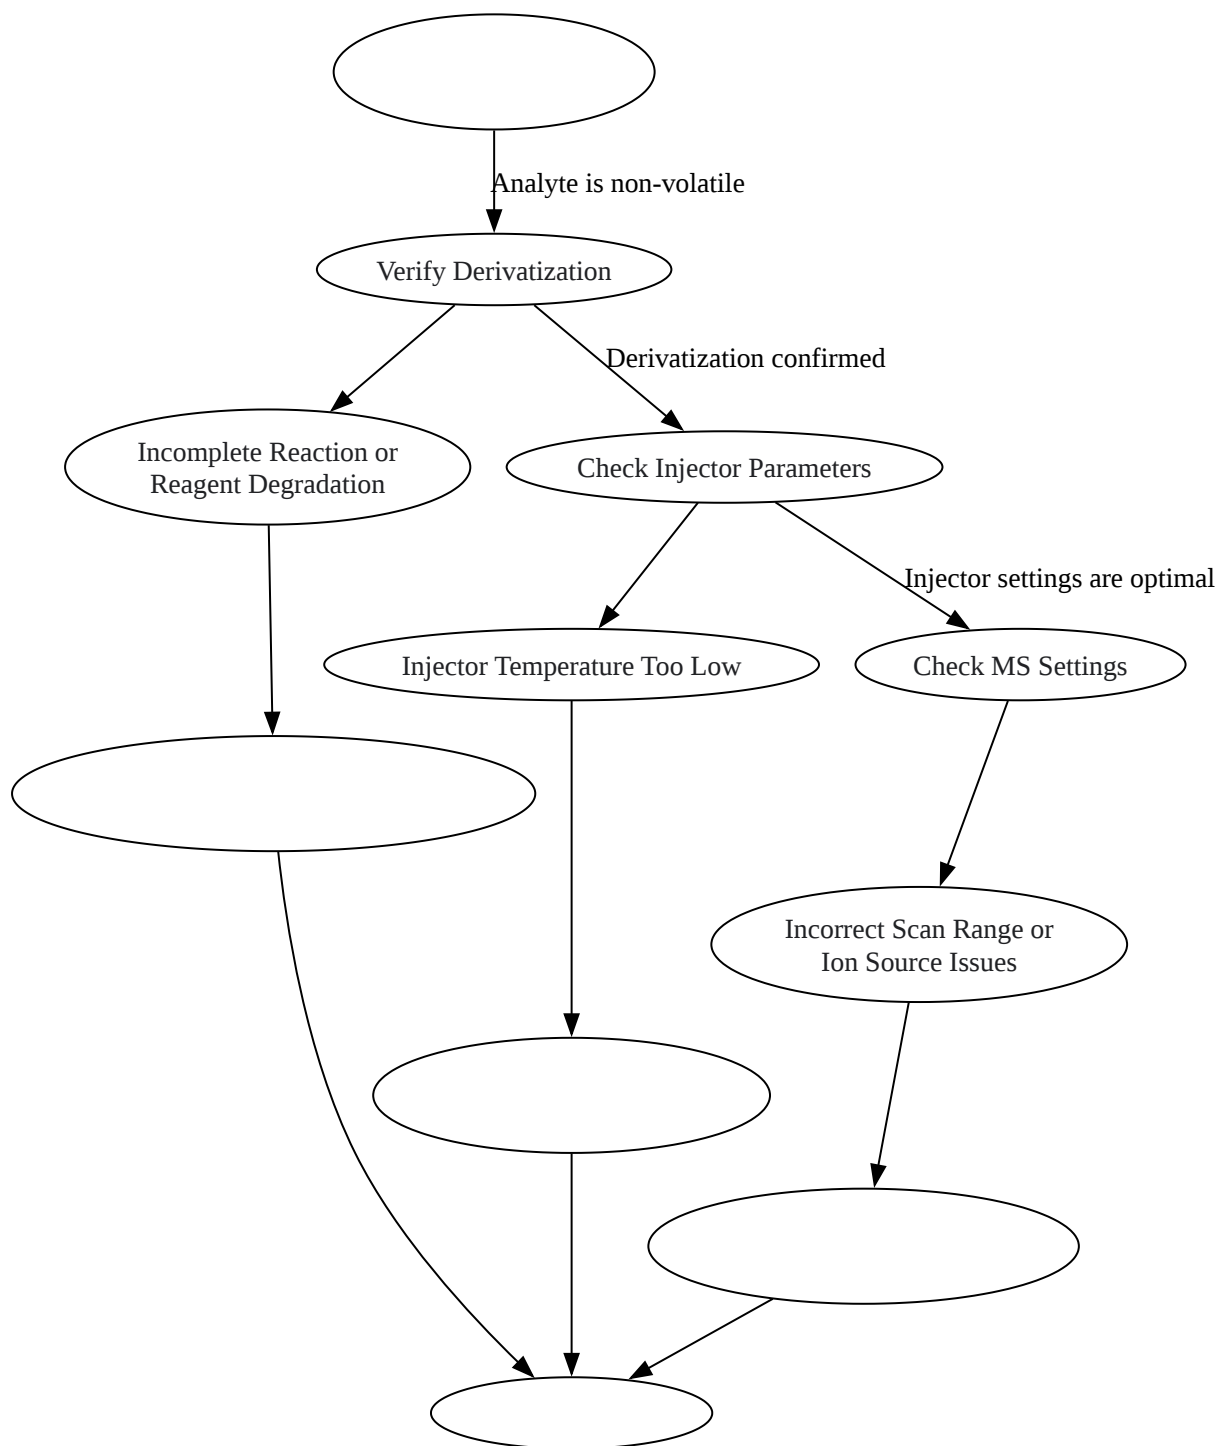 Analyte is non-volatile
Verify Derivatization
Derivatization confirmed
Incomplete Reaction or
Reagent Degradation
Check Injector Parameters
Injector settings are optimal
Injector Temperature Too Low
Check MS Settings
Incorrect Scan Range or
Ion Source Issues